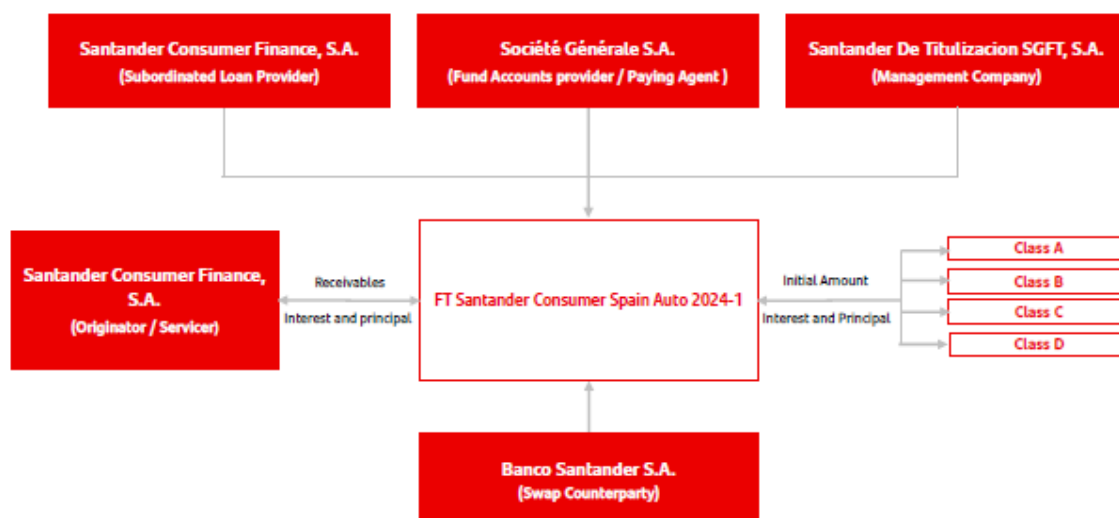 Santander Consumer Finance, S.A.
(Subordinated Loan Provider)
Société Générale S.A.
(Fund Accounts provider / Paying Agent )
Santander De Titulizacion SGFT, S.A.
(Management Company)
Santander Consumer Finance,
S.A.
(Originator / Servicer)
Receivables
Interest and principal
FT Santander Consumer Spain Auto 2024-1
Initial Amount
Interest and Principal
Class A
Class B
Class C
Class D
Banco Santander S.A.
(Swap Counterparty)